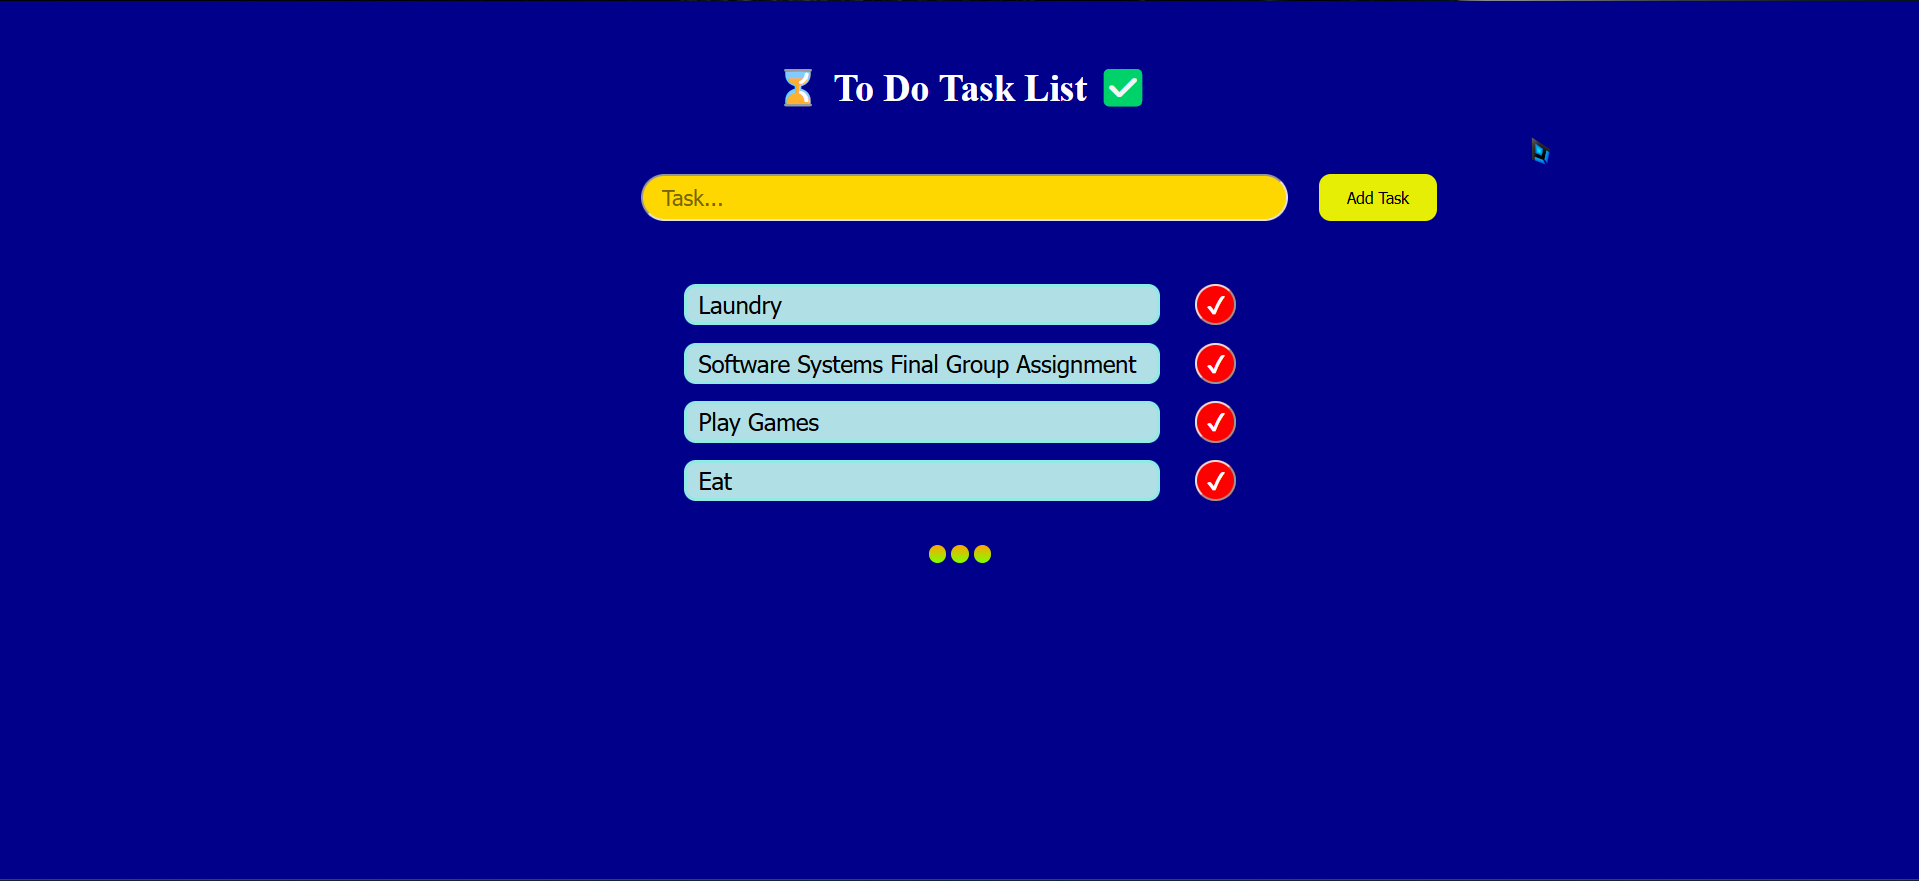 ⏳ To Do Task List ✅
Task...
Add Task
Laundry ✓
Software Systems Final Group Assignment ✓
Play Games ✓
Eat ✓